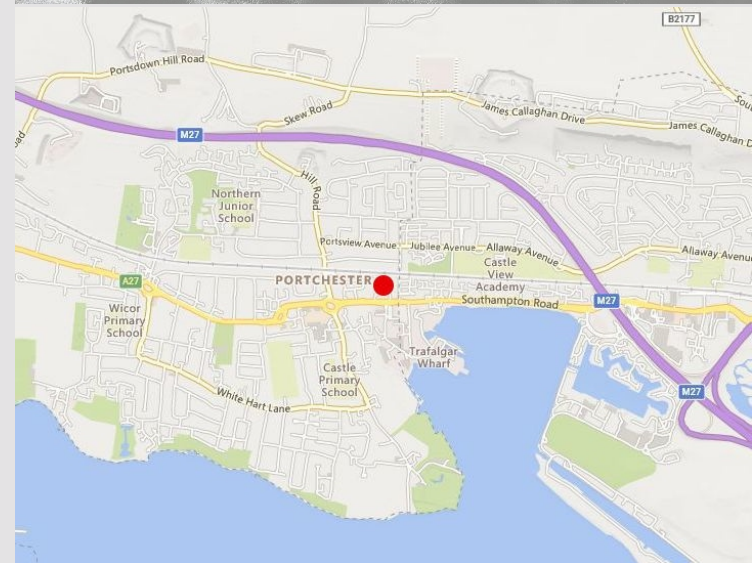 B2177
Portsdown Hill Road
Skew Road
James Callaghan Drive
James Callaghan D
Sou
M27
oad
Hill Road
Northern
Junior
School
Portsview Avenue
Jubilee Avenue
Allaway Avenue
Allaway Avenue
Castle
View
Academy
A27
PORTCHESTER
Southampton Road
M27
Wicor
Primary
School
Trafalgar
Wharf
Castle
Primary
School
White Hart Lane
M27